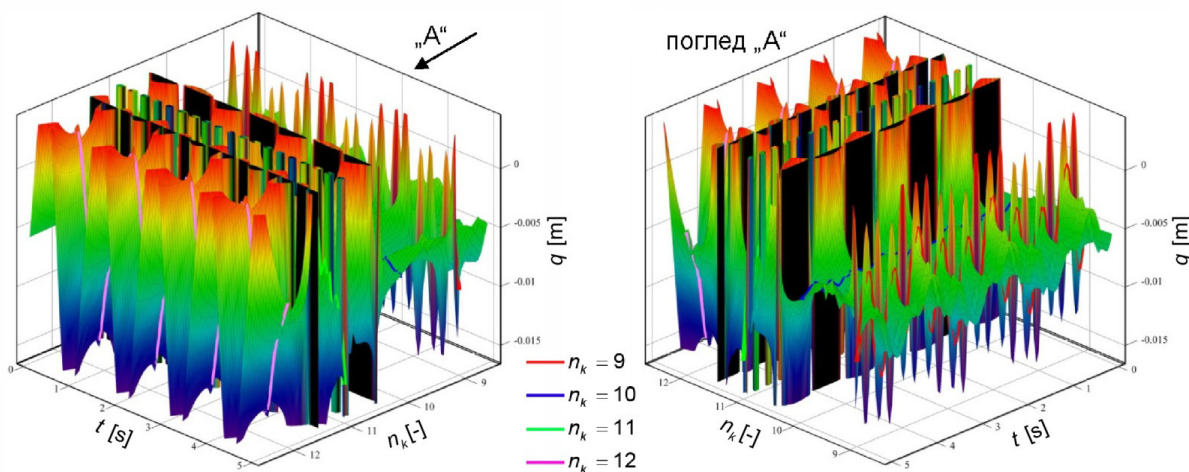 „A“
поглед „A“
0
-0.005
-0.01
-0.015
q [m]
0
1
2
3
4
5
t [s]
12
11
10
9
n_k [-]
n_k = 9
n_k = 10
n_k = 11
n_k = 12
0
-0.005
-0.01
-0.015
q [m]
12
11
10
9
n_k [-]
5
4
3
2
1
0
t [s]